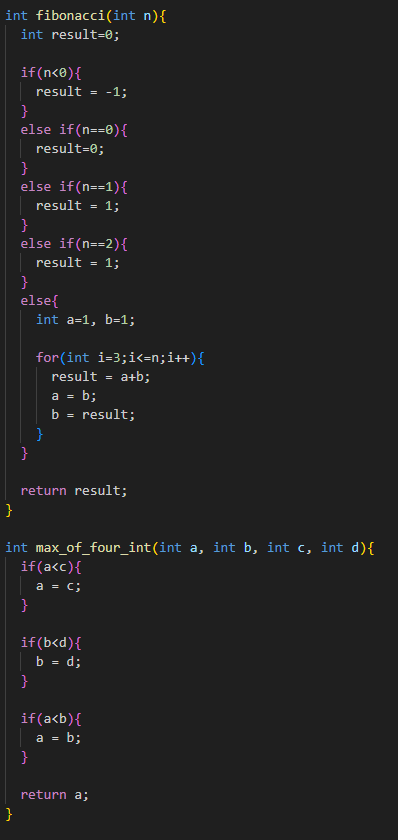 int fibonacci(int n){
  int result=0;

  if(n<0){
    result = -1;
  }
  else if(n==0){
    result=0;
  }
  else if(n==1){
    result = 1;
  }
  else if(n==2){
    result = 1;
  }
  else{
    int a=1, b=1;

    for(int i=3;i<=n;i++){
      result = a+b;
      a = b;
      b = result;
    }
  }

  return result;
}

int max_of_four_int(int a, int b, int c, int d){
  if(a<c){
    a = c;
  }

  if(b<d){
    b = d;
  }

  if(a<b){
    a = b;
  }

  return a;
}